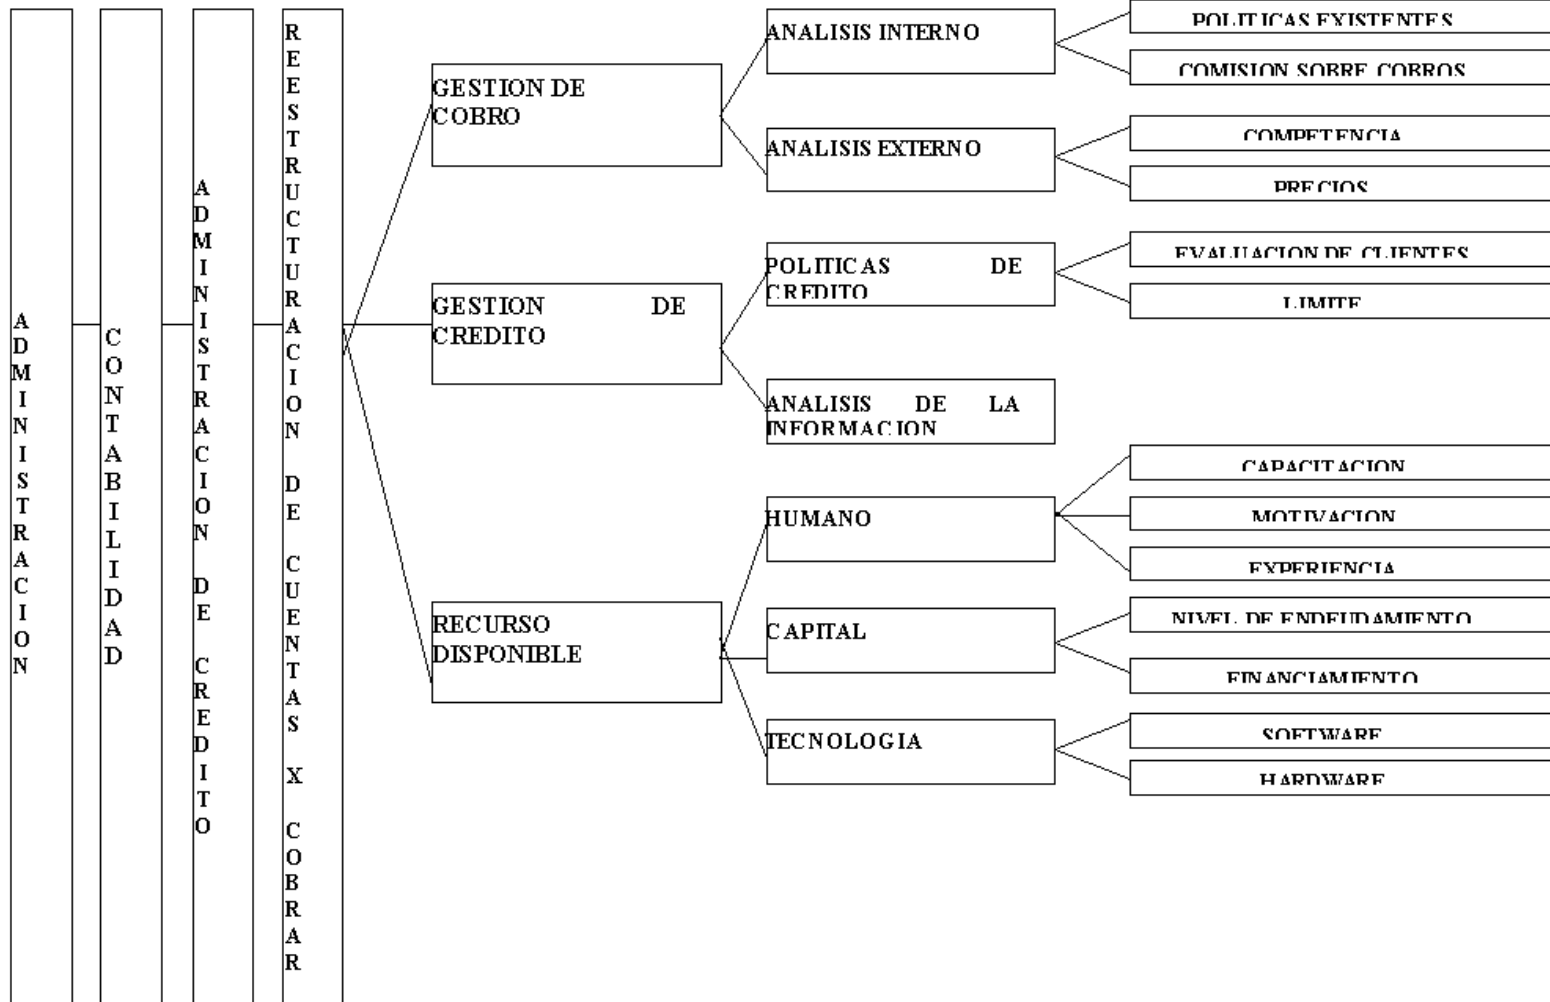 ADMINISTRACION
CONTABILIDAD
ADMINISTRACION DE CREDITO
REESTRUCTURACION DE CUENTAS X COBRAR
GESTION DE
COBRO
GESTION DE
CREDITO
RECURSO
DISPONIBLE
ANALISIS INTERNO
ANALISIS EXTERNO
POLITICAS DE
CREDITO
ANALISIS DE LA
INFORMACION
HUMANO
CAPITAL
TECNOLOGIA
POLITICAS EXISTENTES
COMISION SOBRE COBROS
COMPETENCIA
PRECIOS
EVALUACION DE CLIENTES
LIMITE
CAPACITACION
MOTIVACION
EXPERIENCIA
NIVEL DE ENDEUDAMIENTO
FINANCIAMIENTO
SOFTWARE
HARDWARE